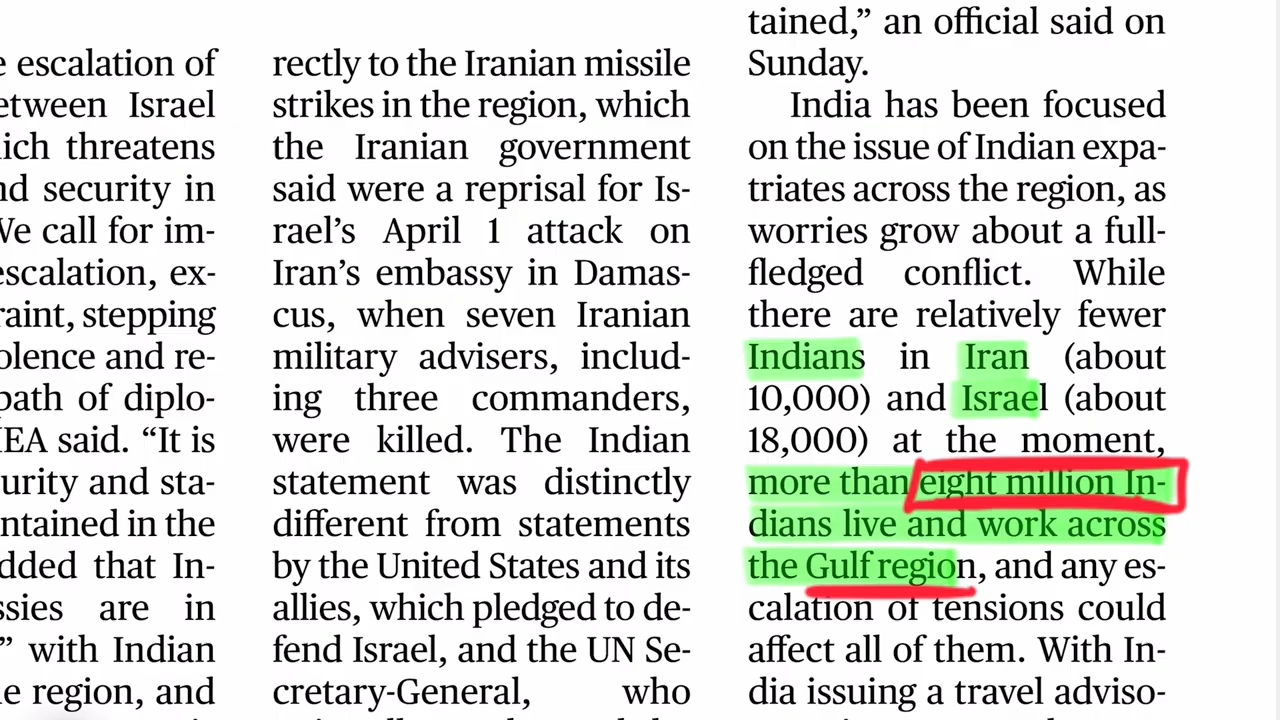 escalation of
etween Israel
ich threatens
nd security in
We call for im-
escalation, ex-
raint, stepping
olence and re-
path of diplo-
EA said. “It is
urity and sta-
ntained in the
dded that In-
ssies are in
” with Indian
e region, and
rectly to the Iranian missile
strikes in the region, which
the Iranian government
said were a reprisal for Is-
rael’s April 1 attack on
Iran’s embassy in Damas-
cus, when seven Iranian
military advisers, includ-
ing three commanders,
were killed. The Indian
statement was distinctly
different from statements
by the United States and its
allies, which pledged to de-
fend Israel, and the UN Se-
cretary-General, who
tained,” an official said on
Sunday.
India has been focused
on the issue of Indian expa-
triates across the region, as
worries grow about a full-
fledged conflict. While
there are relatively fewer
Indians in Iran (about
10,000) and Israel (about
18,000) at the moment,
more than eight million In-
dians live and work across
the Gulf region, and any es-
calation of tensions could
affect all of them. With In-
dia issuing a travel adviso-